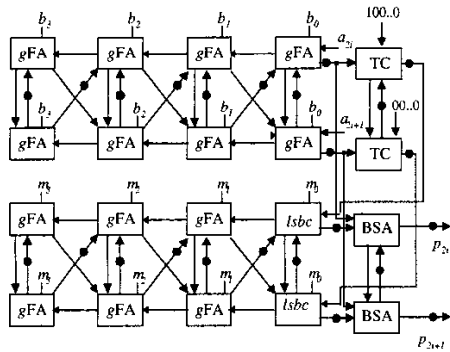 b₃ b₂ b₁ b₀ 100..0
gFA gFA gFA gFA a₂ᵢ TC
b₃ b₂ b₁ b₀ 00..0
gFA gFA gFA gFA a₂ᵢ₊₁ TC
m₃ m₂ m₁ m₀
gFA gFA gFA lsbc BSA p₂ᵢ
m₃ m₂ m₁ m₀
gFA gFA gFA lsbc BSA p₂ᵢ₊₁